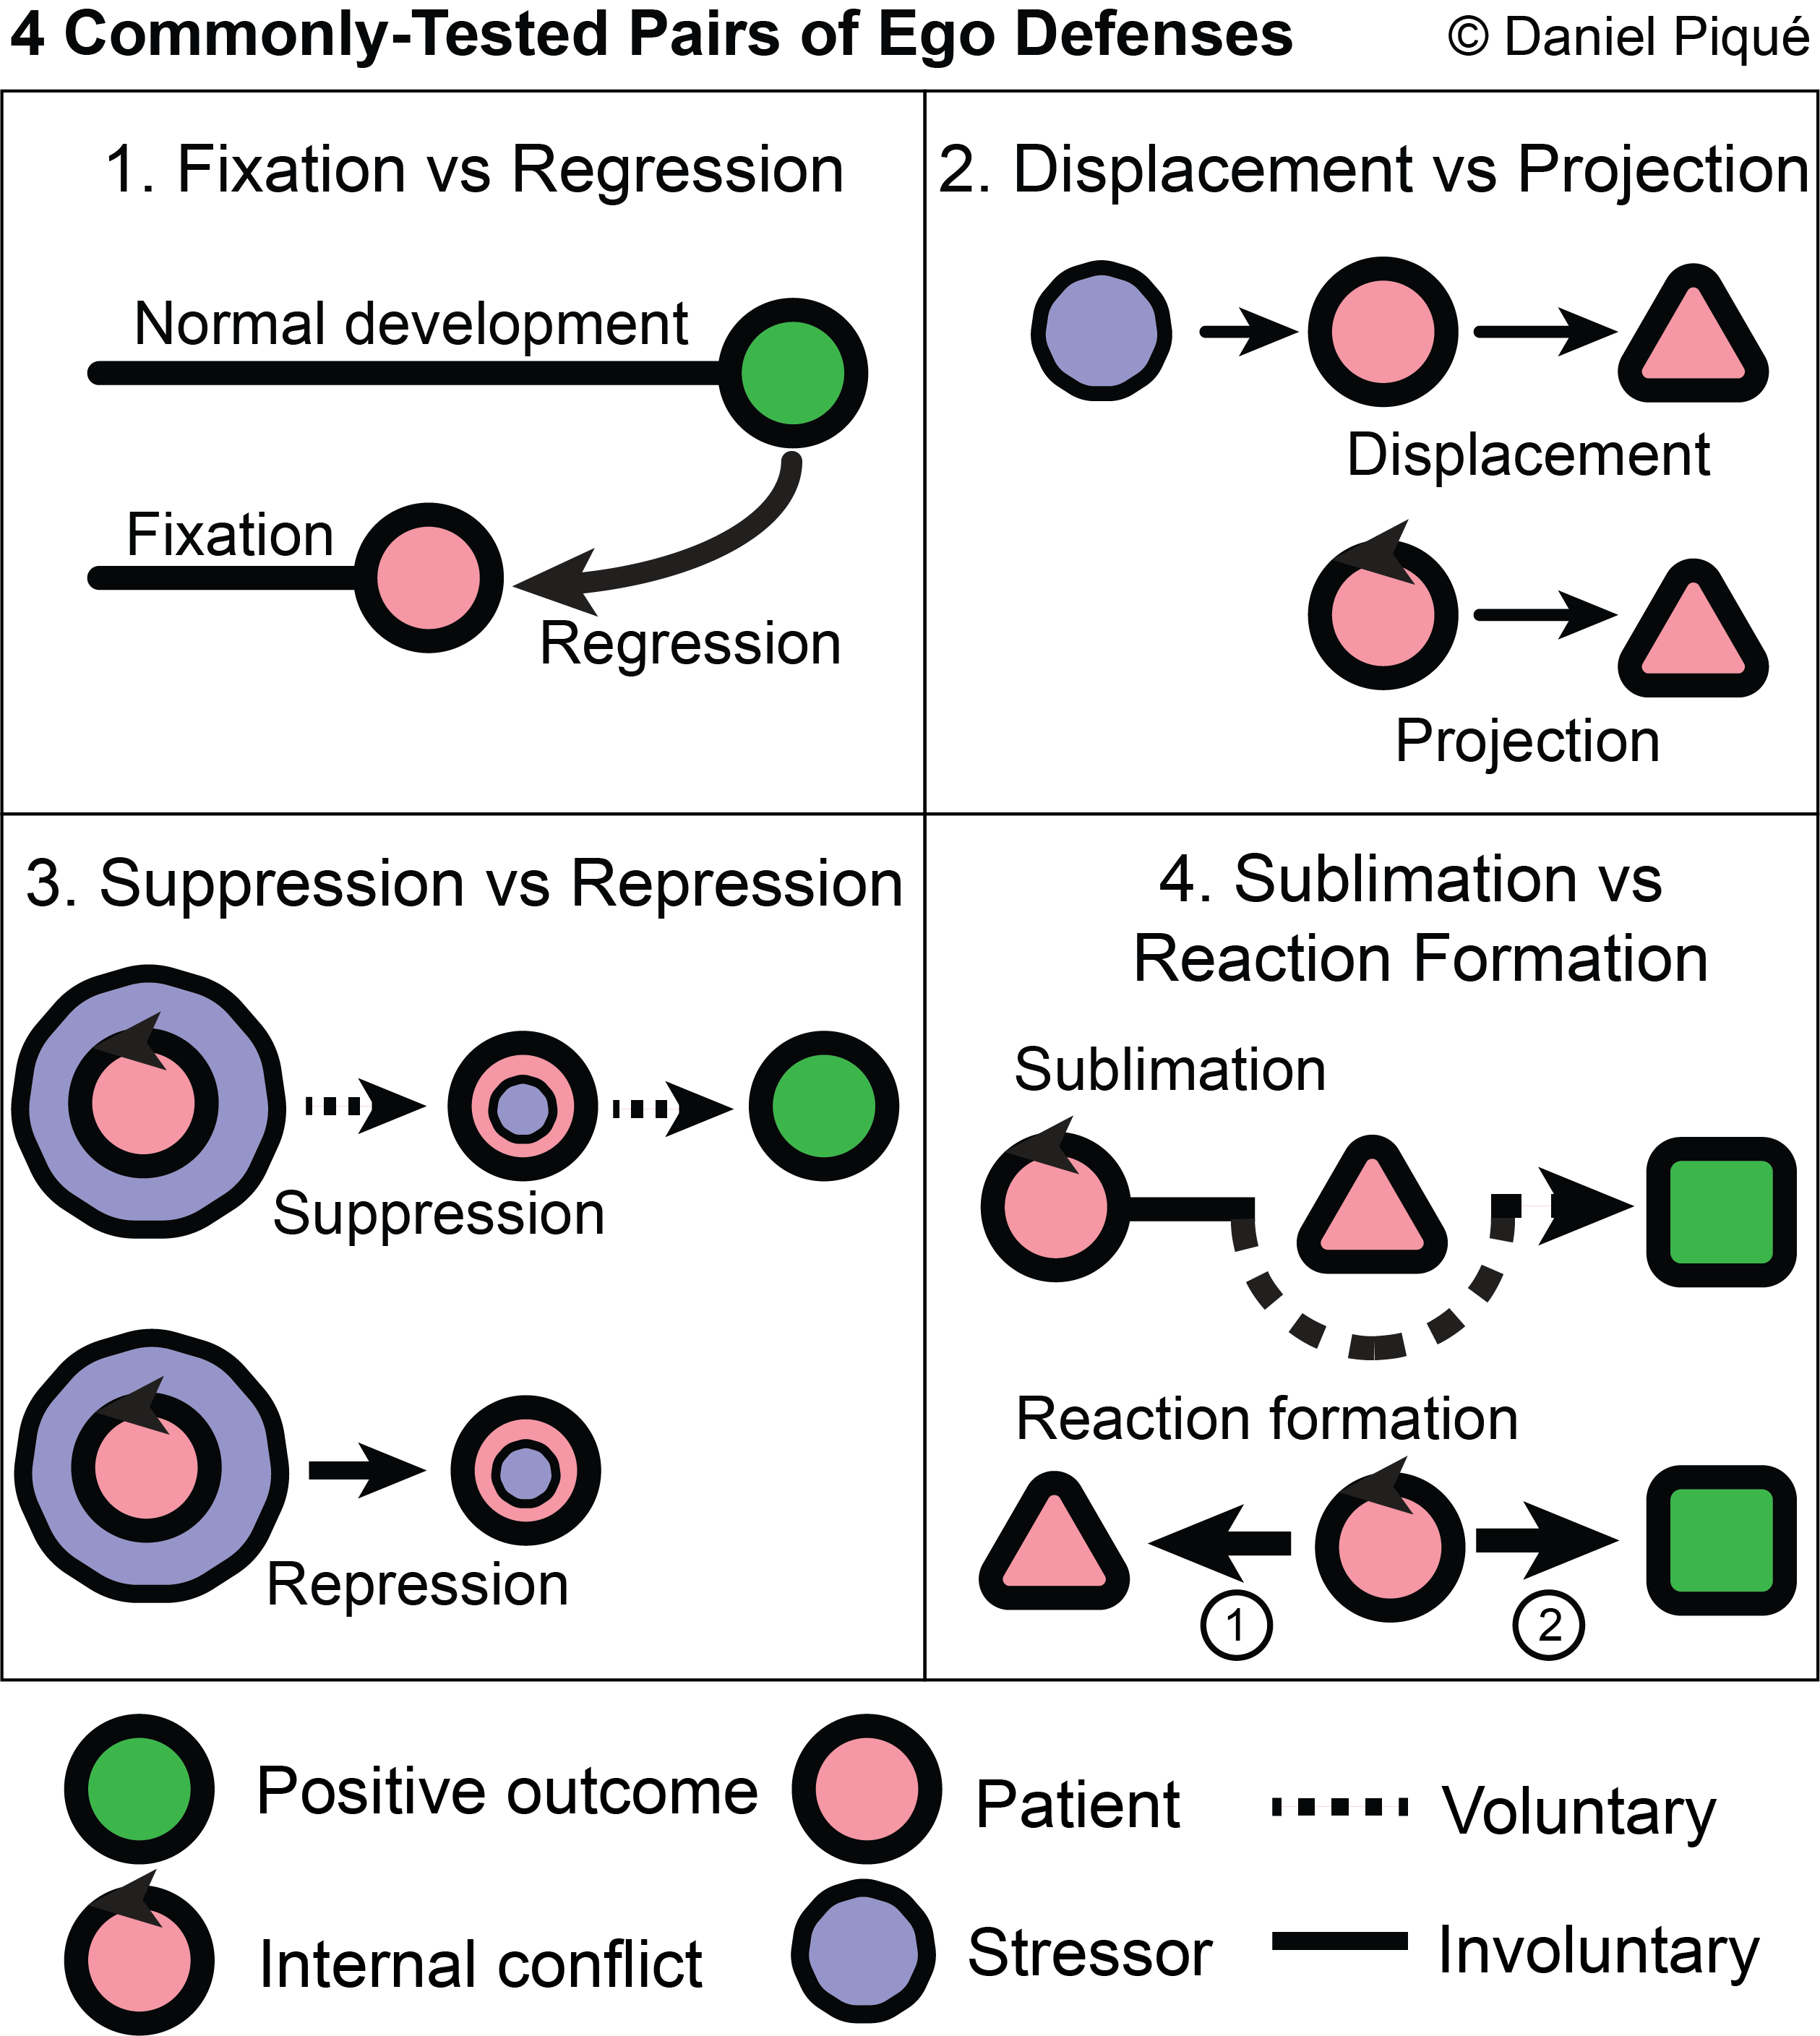 4 Commonly-Tested Pairs of Ego Defenses © Daniel Piqué
1. Fixation vs Regression
Normal development
Fixation
Regression
2. Displacement vs Projection
Displacement
Projection
3. Suppression vs Repression
Suppression
Repression
4. Sublimation vs
Reaction Formation
Sublimation
Reaction formation
1
2
Positive outcome
Patient
Voluntary
Internal conflict
Stressor
Involuntary